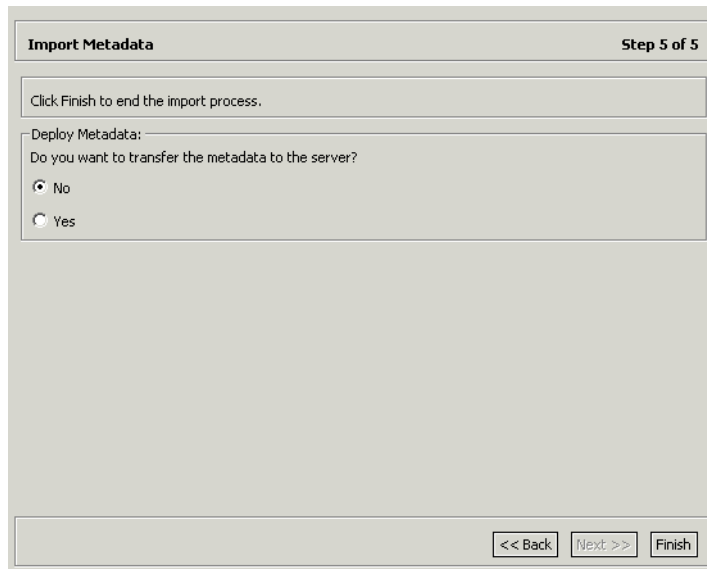 Import Metadata
Step 5 of 5
Click Finish to end the import process.
Deploy Metadata:
Do you want to transfer the metadata to the server?
No
Yes
<< Back
Next >>
Finish